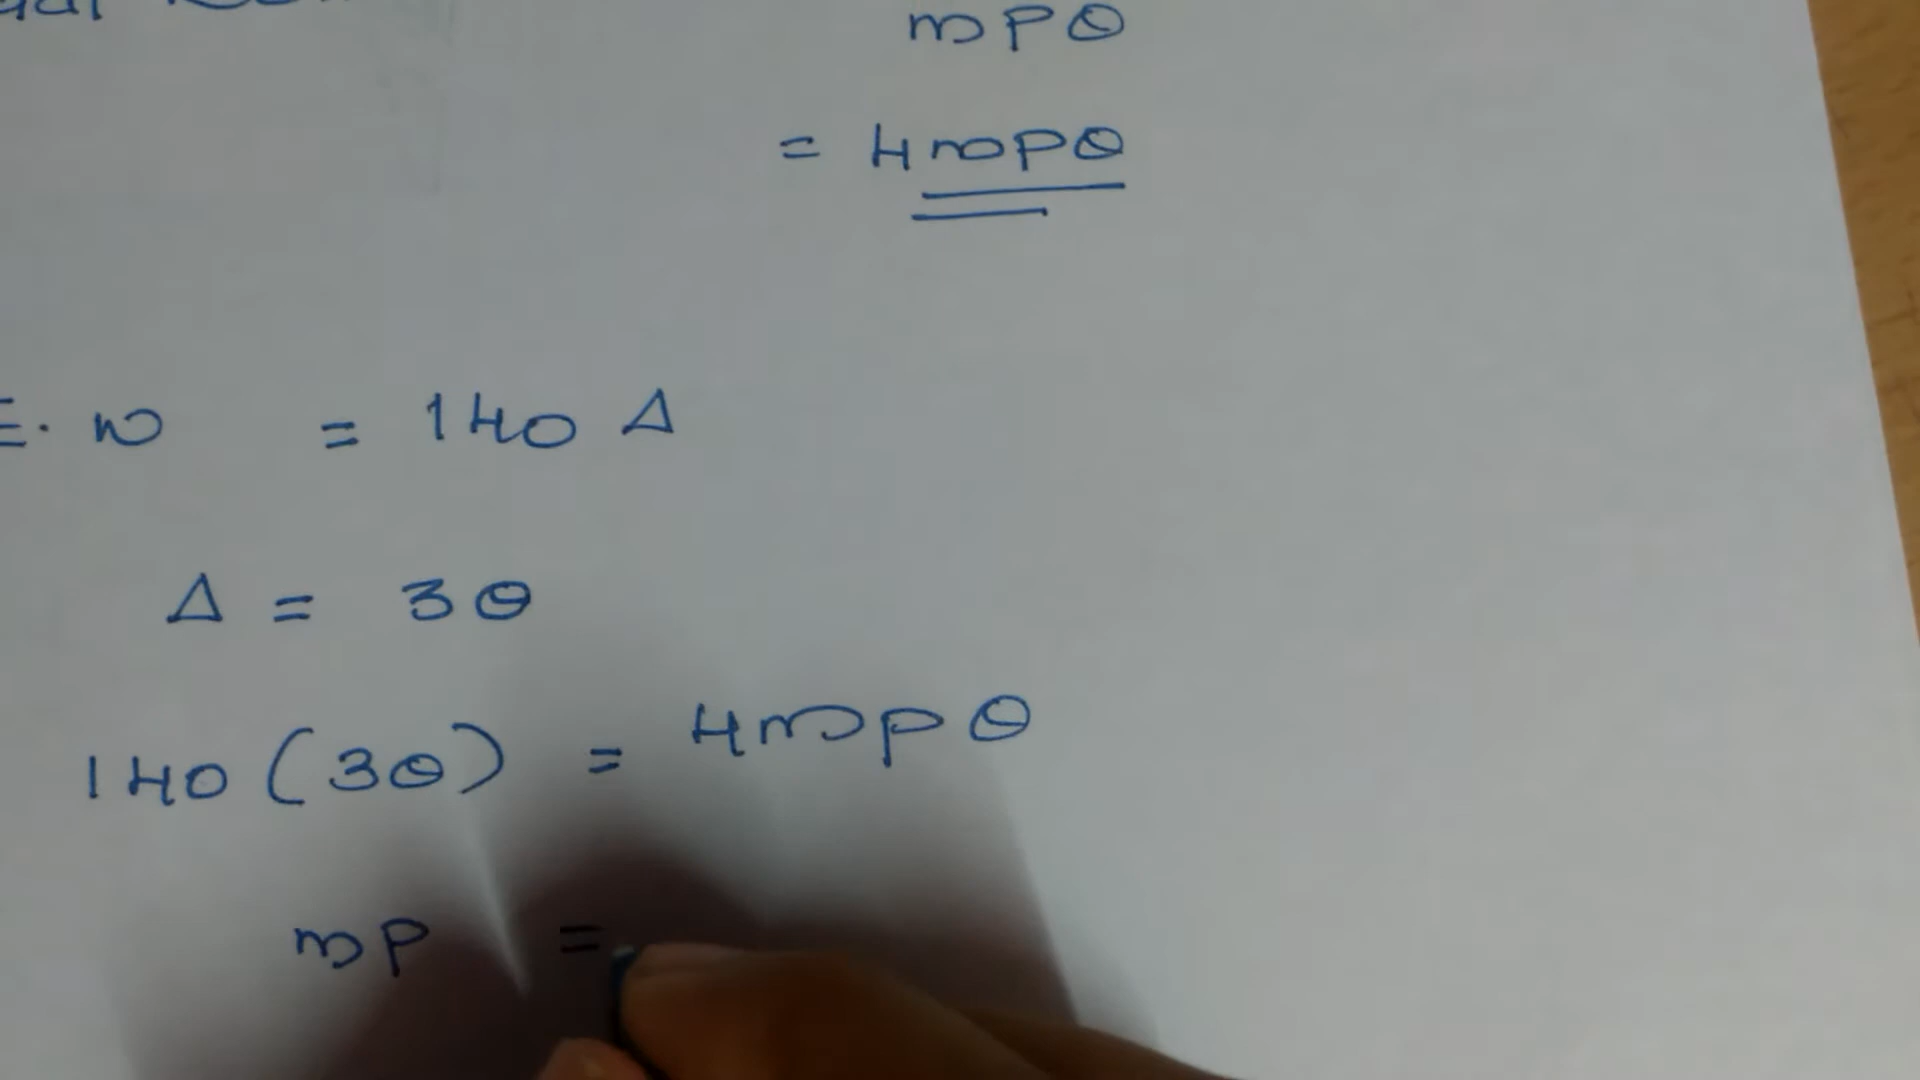 mpθ
= 4mpθ
E. W = 140 Δ
Δ = 3θ
140 (3θ) = 4mpθ
mp =